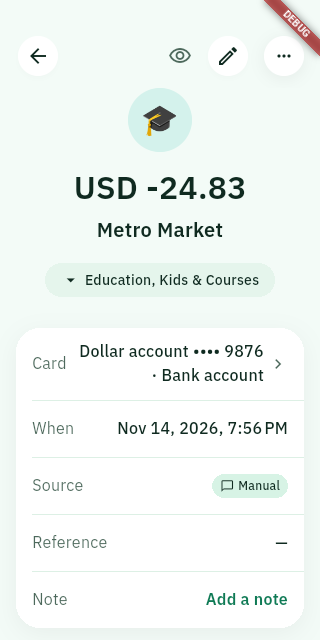 DEBUG
USD -24.83
Metro Market
Education, Kids & Courses
Card
Dollar account •••• 9876
· Bank account
When
Nov 14, 2026, 7:56 PM
Source
Manual
Reference
—
Note
Add a note